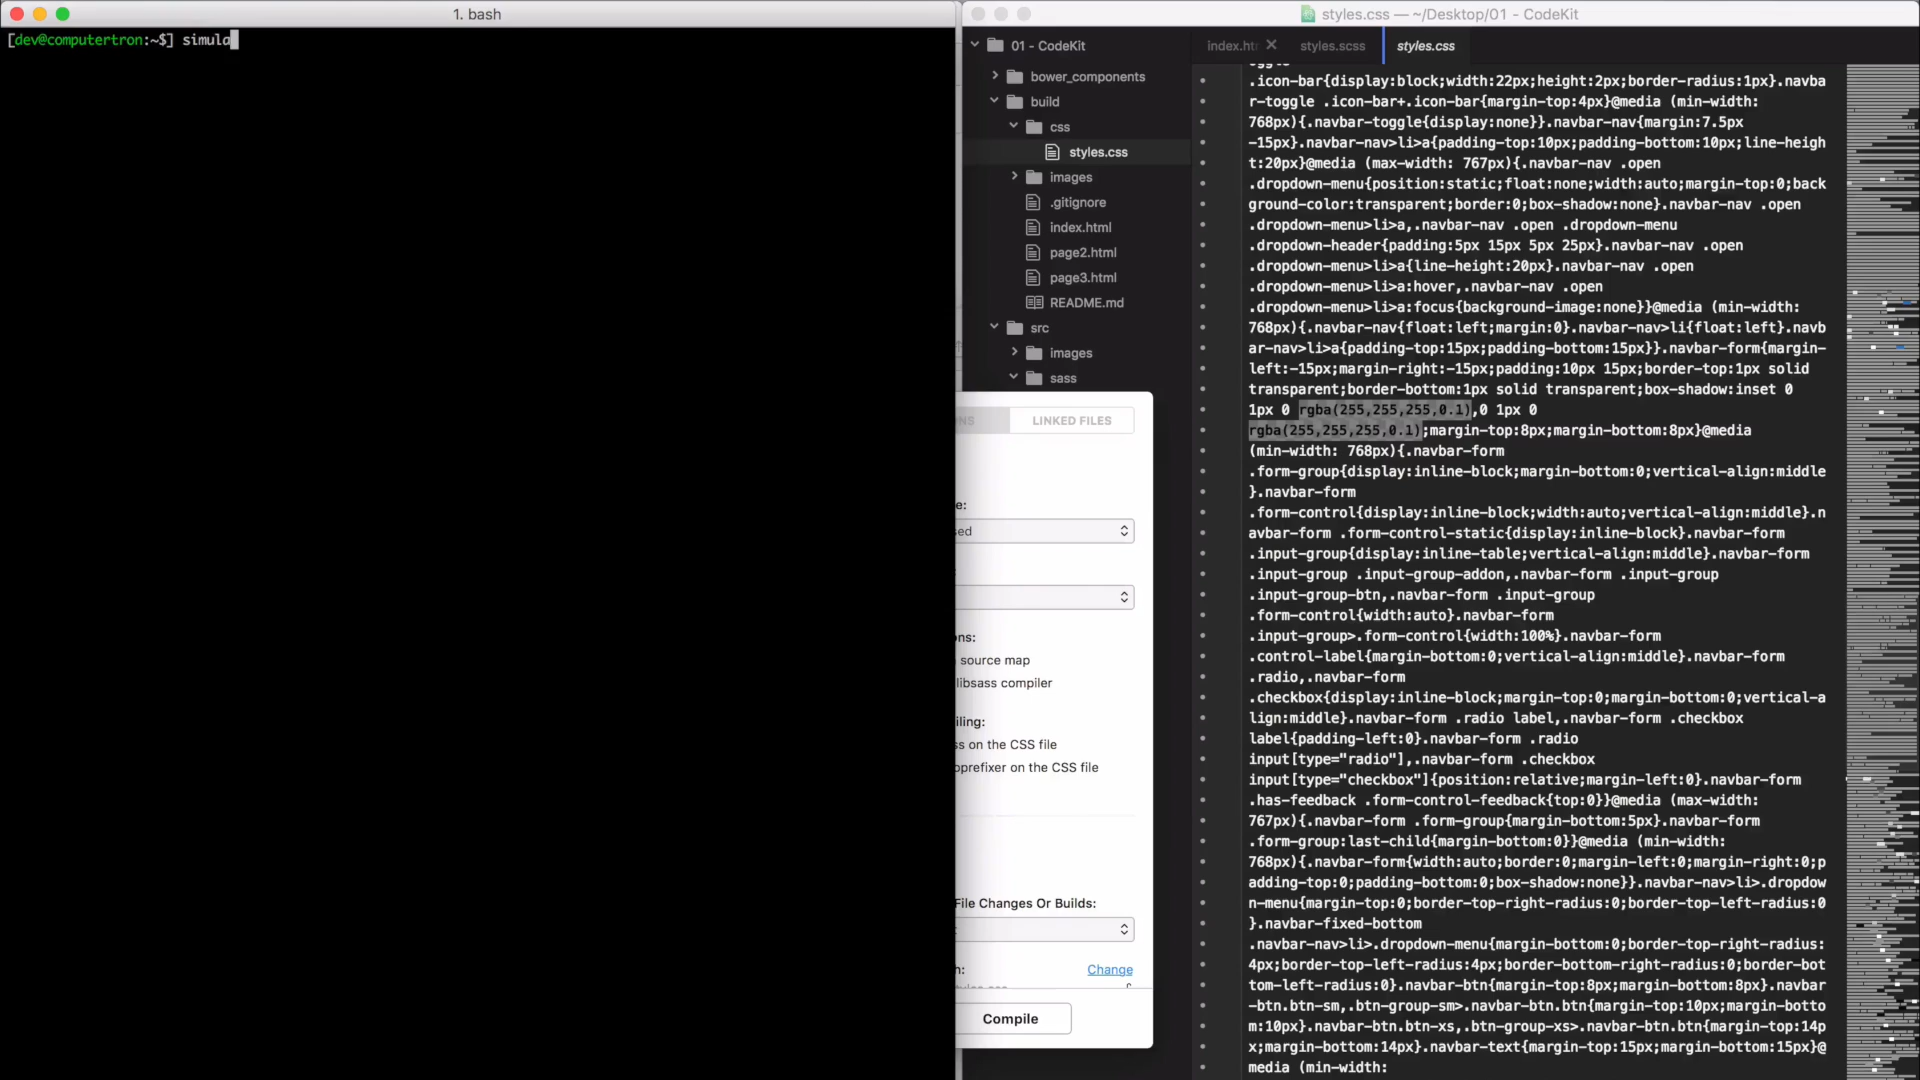 1. bash
[dev@computertron:~$] simula
styles.css — ~/Desktop/01 - CodeKit
01 - CodeKit
bower_components
build
css
styles.css
images
.gitignore
index.html
page2.html
page3.html
README.md
src
images
sass
LINKED FILES
e:
sed
ons:
source map
libsass compiler
iling:
ss on the CSS file
oprefixer on the CSS file
File Changes Or Builds:
h:
Change
Compile
index.ht
styles.scss
styles.css
.icon-bar{display:block;width:22px;height:2px;border-radius:1px}.navba
r-toggle .icon-bar+.icon-bar{margin-top:4px}@media (min-width:
768px){.navbar-toggle{display:none}}.navbar-nav{margin:7.5px
-15px}.navbar-nav>li>a{padding-top:10px;padding-bottom:10px;line-heigh
t:20px}@media (max-width: 767px){.navbar-nav .open
.dropdown-menu{position:static;float:none;width:auto;margin-top:0;back
ground-color:transparent;border:0;box-shadow:none}.navbar-nav .open
.dropdown-menu>li>a,.navbar-nav .open .dropdown-menu
.dropdown-header{padding:5px 15px 5px 25px}.navbar-nav .open
.dropdown-menu>li>a{line-height:20px}.navbar-nav .open
.dropdown-menu>li>a:hover,.navbar-nav .open
.dropdown-menu>li>a:focus{background-image:none}}@media (min-width:
768px){.navbar-nav{float:left;margin:0}.navbar-nav>li{float:left}.navb
ar-nav>li>a{padding-top:15px;padding-bottom:15px}}.navbar-form{margin-
left:-15px;margin-right:-15px;padding:10px 15px;border-top:1px solid
transparent;border-bottom:1px solid transparent;box-shadow:inset 0
1px 0 rgba(255,255,255,0.1),0 1px 0
rgba(255,255,255,0.1);margin-top:8px;margin-bottom:8px}@media
(min-width: 768px){.navbar-form
.form-group{display:inline-block;margin-bottom:0;vertical-align:middle
}.navbar-form
.form-control{display:inline-block;width:auto;vertical-align:middle}.n
avbar-form .form-control-static{display:inline-block}.navbar-form
.input-group{display:inline-table;vertical-align:middle}.navbar-form
.input-group .input-group-addon,.navbar-form .input-group
.input-group-btn,.navbar-form .input-group
.form-control{width:auto}.navbar-form
.input-group>.form-control{width:100%}.navbar-form
.control-label{margin-bottom:0;vertical-align:middle}.navbar-form
.radio,.navbar-form
.checkbox{display:inline-block;margin-top:0;margin-bottom:0;vertical-a
lign:middle}.navbar-form .radio label,.navbar-form .checkbox
label{padding-left:0}.navbar-form .radio
input[type="radio"],.navbar-form .checkbox
input[type="checkbox"]{position:relative;margin-left:0}.navbar-form
.has-feedback .form-control-feedback{top:0}}@media (max-width:
767px){.navbar-form .form-group{margin-bottom:5px}.navbar-form
.form-group:last-child{margin-bottom:0}}@media (min-width:
768px){.navbar-form{width:auto;border:0;margin-left:0;margin-right:0;p
adding-top:0;padding-bottom:0;box-shadow:none}}.navbar-nav>li>.dropdow
n-menu{margin-top:0;border-top-right-radius:0;border-top-left-radius:0
}.navbar-fixed-bottom
.navbar-nav>li>.dropdown-menu{margin-bottom:0;border-top-right-radius:
4px;border-top-left-radius:4px;border-bottom-right-radius:0;border-bot
tom-left-radius:0}.navbar-btn{margin-top:8px;margin-bottom:8px}.navbar
-btn.btn-sm,.btn-group-sm>.navbar-btn.btn{margin-top:10px;margin-botto
m:10px}.navbar-btn.btn-xs,.btn-group-xs>.navbar-btn.btn{margin-top:14p
x;margin-bottom:14px}.navbar-text{margin-top:15px;margin-bottom:15px}@
media (min-width: